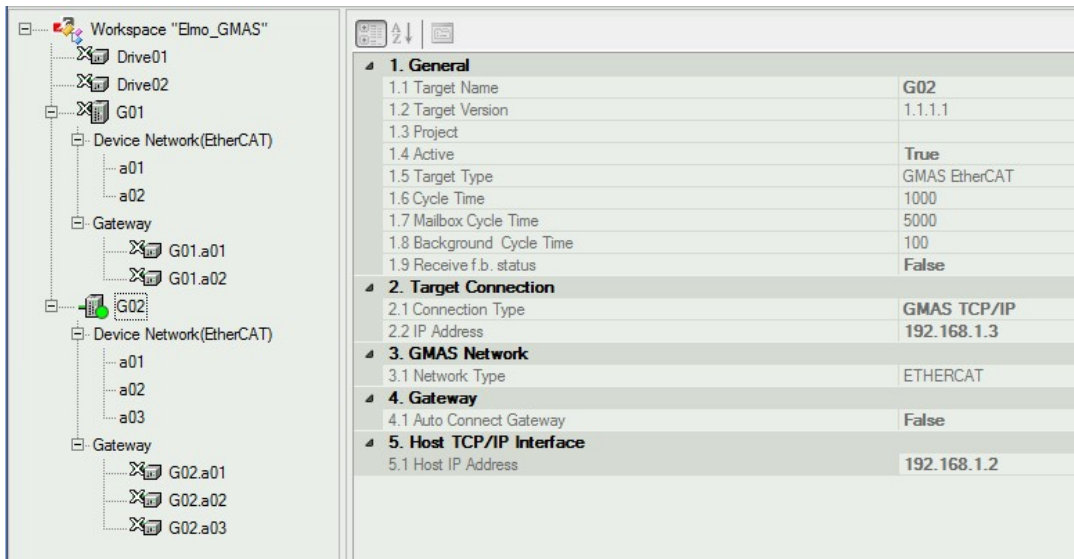 Workspace "Elmo_GMAS"
Drive01
Drive02
G01
Device Network(EtherCAT)
a01
a02
Gateway
G01.a01
G01.a02
G02
Device Network(EtherCAT)
a01
a02
a03
Gateway
G02.a01
G02.a02
G02.a03
1. General
1.1 Target Name G02
1.2 Target Version 1.1.1.1
1.3 Project
1.4 Active True
1.5 Target Type GMAS EtherCAT
1.6 Cycle Time 1000
1.7 Mailbox Cycle Time 5000
1.8 Background Cycle Time 100
1.9 Receive f.b. status False
2. Target Connection
2.1 Connection Type GMAS TCP/IP
2.2 IP Address 192.168.1.3
3. GMAS Network
3.1 Network Type ETHERCAT
4. Gateway
4.1 Auto Connect Gateway False
5. Host TCP/IP Interface
5.1 Host IP Address 192.168.1.2